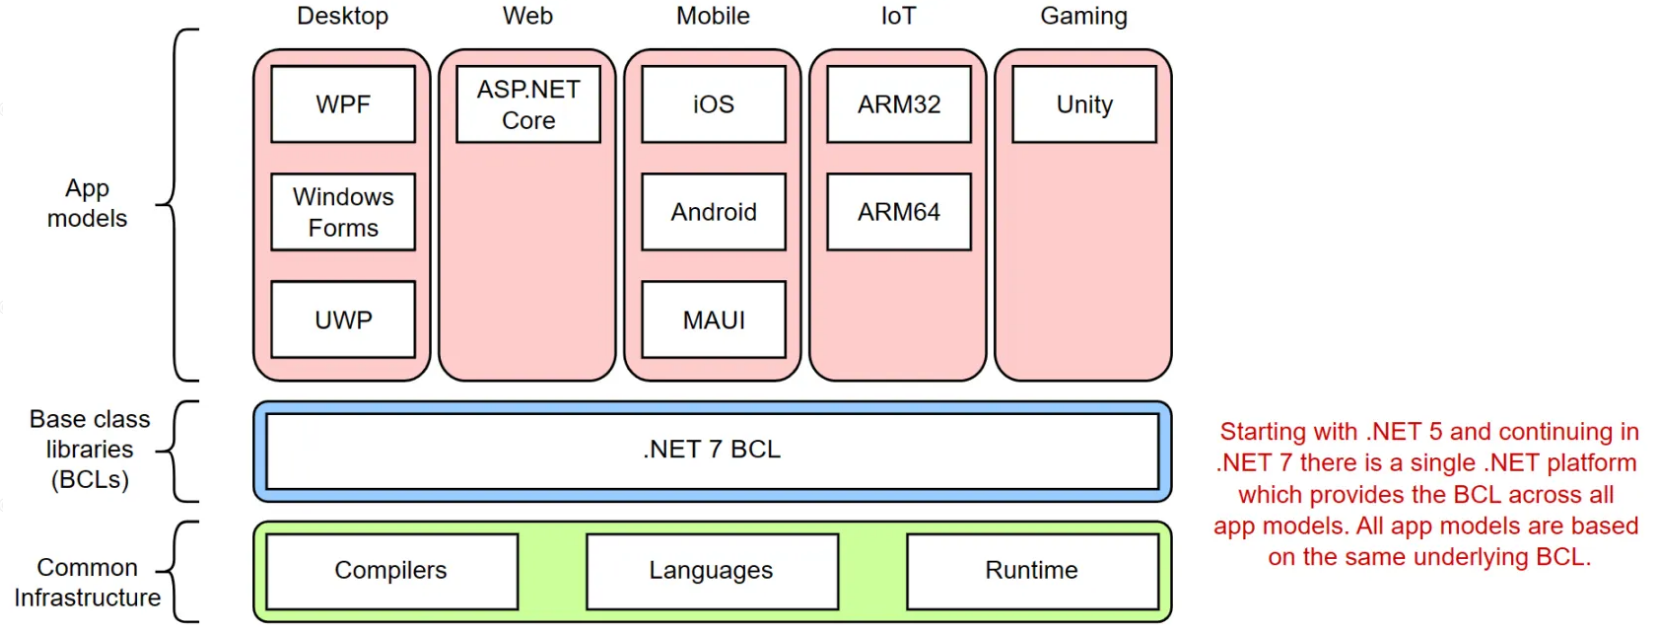 Desktop
Web
Mobile
IoT
Gaming
App
models
WPF
ASP.NET
Core
iOS
ARM32
Unity
Windows
Forms
Android
ARM64
UWP
MAUI
Base class
libraries
(BCLs)
.NET 7 BCL
Starting with .NET 5 and continuing in
.NET 7 there is a single .NET platform
which provides the BCL across all
app models. All app models are based
on the same underlying BCL.
Common
Infrastructure
Compilers
Languages
Runtime